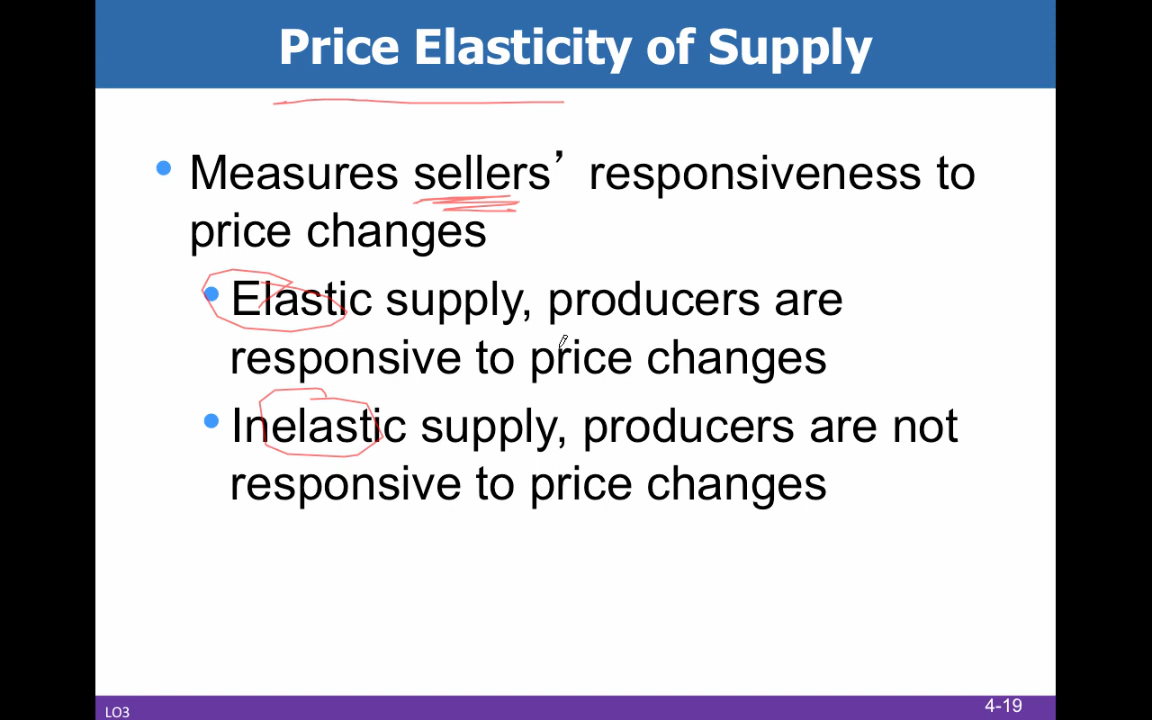 Price Elasticity of Supply
• Measures sellers’ responsiveness to
price changes
• Elastic supply, producers are
responsive to price changes
• Inelastic supply, producers are not
responsive to price changes
LO3
4-19